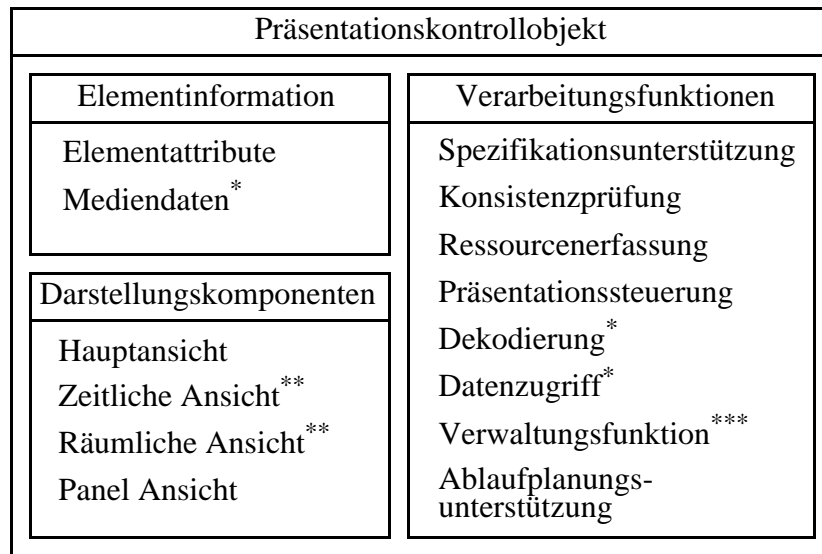 Präsentationskontrollobjekt
Elementinformation
Elementattribute
Mediendaten*
Darstellungskomponenten
Hauptansicht
Zeitliche Ansicht**
Räumliche Ansicht**
Panel Ansicht
Verarbeitungsfunktionen
Spezifikationsunterstützung
Konsistenzprüfung
Ressourcenerfassung
Präsentationssteuerung
Dekodierung*
Datenzugriff*
Verwaltungsfunktion***
Ablaufplanungs-
unterstützung